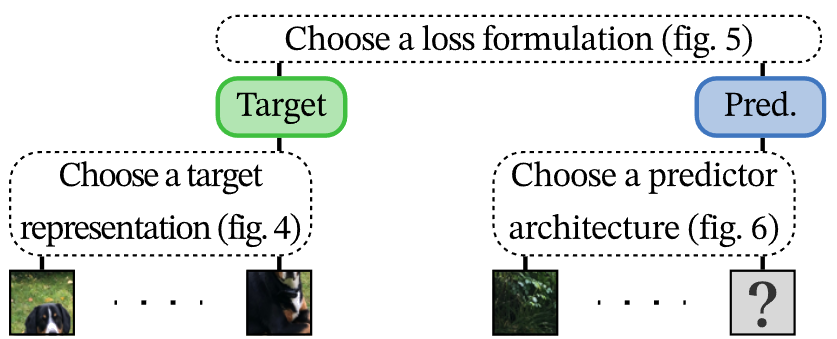 Choose a loss formulation (fig. 5)
Target
Pred.
Choose a target
representation (fig. 4)
Choose a predictor
architecture (fig. 6)
?